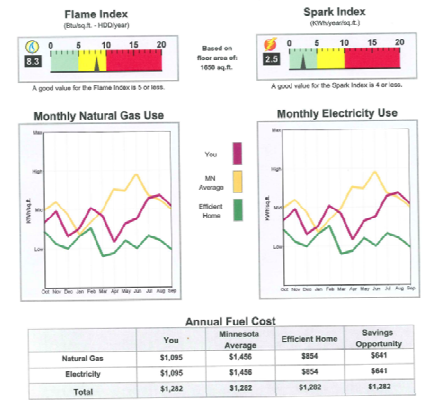 Flame Index
(Btu/sq.ft. - HDD/year)
0 5 10 15 20
8.3
A good value for the Flame Index is 5 or less.
Based on
floor area of:
1650 sq.ft.
Spark Index
(KWh/year/sq.ft.)
0 5 10 15 20
2.5
A good value for the Spark Index is 4 or less.
Monthly Natural Gas Use
Max
High
Low
Oct Nov Dec Jan Feb Mar Apr May Jun Jul Aug Sep
You
MN
Average
Efficient
Home
Monthly Electricity Use
Max
High
Low
Oct Nov Dec Jan Feb Mar Apr May Jun Jul Aug Sep
Annual Fuel Cost
You
Minnesota
Average
Efficient Home
Savings
Opportunity
Natural Gas $1,095 $1,456 $854 $641
Electricity $1,095 $1,456 $654 $641
Total $1,282 $1,282 $1,282 $1,282